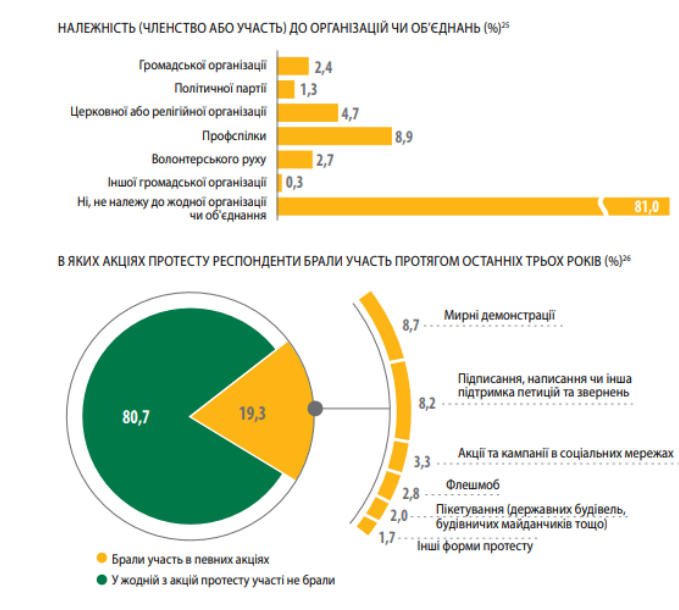 НАЛЕЖНІСТЬ (ЧЛЕНСТВО АБО УЧАСТЬ) ДО ОРГАНІЗАЦІЙ ЧИ ОБ'ЄДНАНЬ (%)²⁵
Громадської організації 2,4
Політичної партії 1,3
Церковної або релігійної організації 4,7
Профспілки 8,9
Волонтерського руху 2,7
Іншої громадської організації 0,3
Ні, не належу до жодної організації
чи об'єднання 81,0
В ЯКИХ АКЦІЯХ ПРОТЕСТУ РЕСПОНДЕНТИ БРАЛИ УЧАСТЬ ПРОТЯГОМ ОСТАННІХ ТРЬОХ РОКІВ (%)²⁶
80,7
19,3
8,7 Мирні демонстрації
8,2 Підписання, написання чи інша
підтримка петицій та звернень
3,3 Акції та кампанії в соціальних мережах
2,8 Флешмоб
2,0 Пікетування (державних будівель,
будівничих майданчиків тощо)
1,7 Інші форми протесту
Брали участь в певних акціях
У жодній з акцій протесту участі не брали